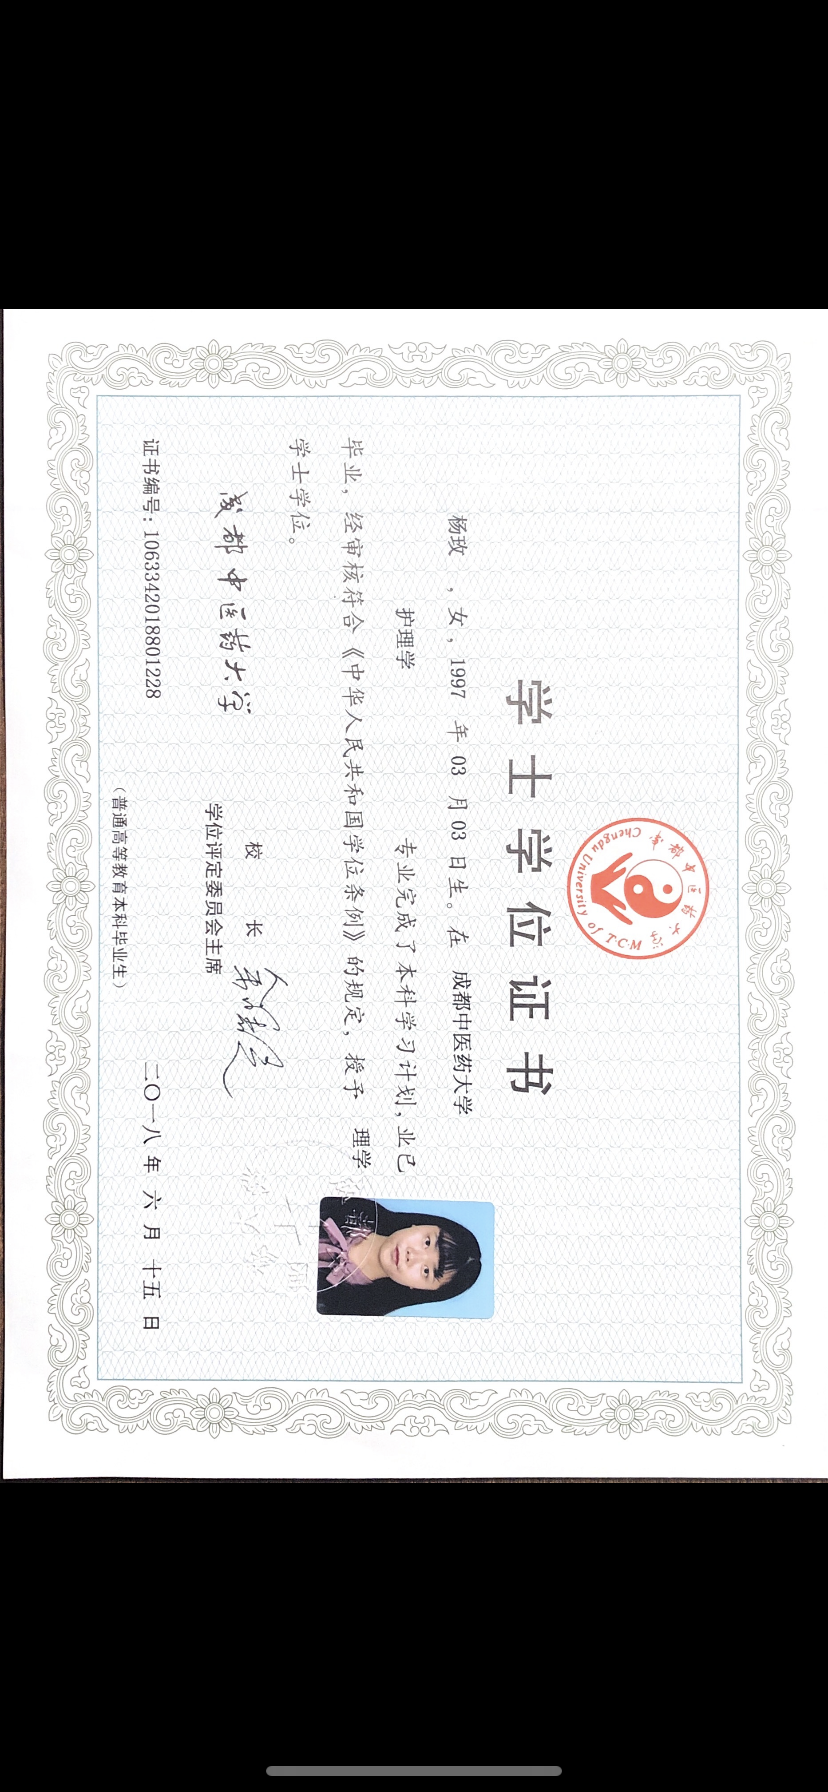 成都中医药大学
Chengdu University of T·C·M
学士学位证书
杨玫 ，女，1997 年 03 月 03 日生。在 成都中医药大学
护理学 专业完成了本科学习计划，业已
毕业，经审核符合《中华人民共和国学位条例》的规定，授予 理学
学士学位。
成都中医药大学
校 长
学位评定委员会主席
证书编号：1063342018801228
二〇一八 年 六 月 十五 日
（普通高等教育本科毕业生）